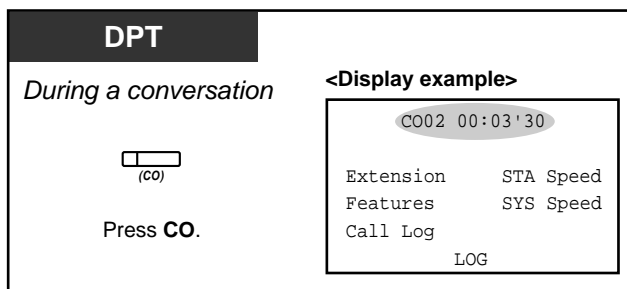 DPT
During a conversation
(CO)
Press CO.
<Display example>
CO02 00:03'30
Extension STA Speed
Features SYS Speed
Call Log
LOG